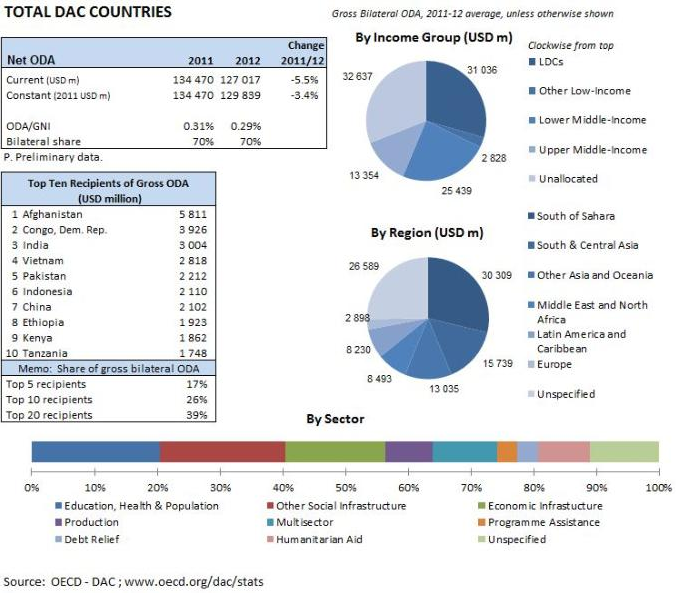 TOTAL DAC COUNTRIES
Gross Bilateral ODA, 2011-12 average, unless otherwise shown
Net ODA 2011 2012 Change 2011/12
Current (USD m) 134 470 127 017 -5.5%
Constant (2011 USD m) 134 470 129 839 -3.4%
ODA/GNI 0.31% 0.29%
Bilateral share 70% 70%
P. Preliminary data.
Top Ten Recipients of Gross ODA
(USD million)
1 Afghanistan 5 811
2 Congo, Dem. Rep. 3 926
3 India 3 004
4 Vietnam 2 818
5 Pakistan 2 212
6 Indonesia 2 110
7 China 2 102
8 Ethiopia 1 923
9 Kenya 1 862
10 Tanzania 1 748
Memo: Share of gross bilateral ODA
Top 5 recipients 17%
Top 10 recipients 26%
Top 20 recipients 39%
By Income Group (USD m)
32 637
31 036
2 828
25 439
13 354
Clockwise from top
LDCs
Other Low-Income
Lower Middle-Income
Upper Middle-Income
Unallocated
By Region (USD m)
26 589
30 309
2 898
8 230
8 493
13 035
15 739
South of Sahara
South & Central Asia
Other Asia and Oceania
Middle East and North
Africa
Latin America and
Caribbean
Europe
Unspecified
By Sector
0% 10% 20% 30% 40% 50% 60% 70% 80% 90% 100%
Education, Health & Population Other Social Infrastructure Economic Infrastucture
Production Multisector Programme Assistance
Debt Relief Humanitarian Aid Unspecified
Source: OECD - DAC ; www.oecd.org/dac/stats